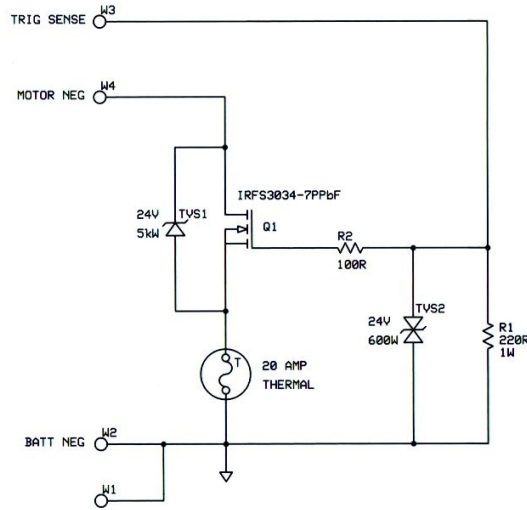 W3
TRIG SENSE
W4
MOTOR NEG
IRFS3034-7PPbF
24V TVS1
5kW
Q1
R2
100R
TVS2
24V
600W
R1
220R
1W
T 20 AMP
THERMAL
W2
BATT NEG
W1